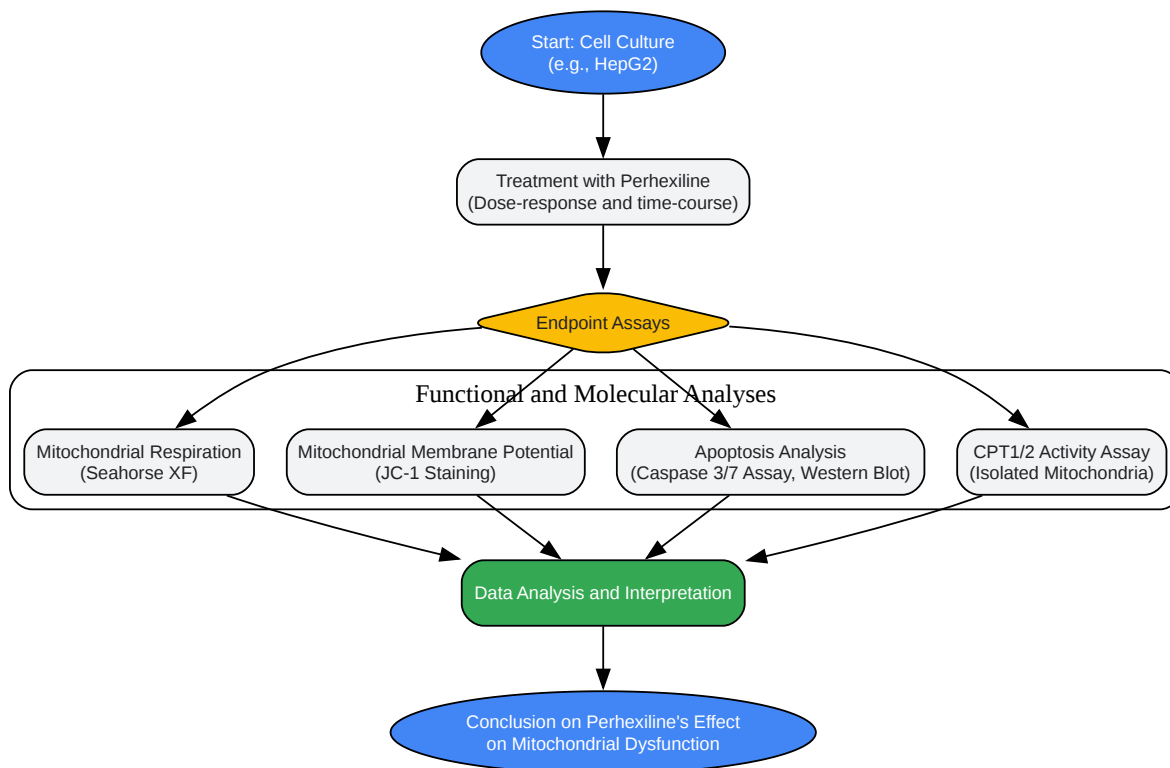 Start: Cell Culture
(e.g., HepG2)
Treatment with Perhexiline
(Dose-response and time-course)
Endpoint Assays
Functional and Molecular Analyses
Mitochondrial Respiration
(Seahorse XF)
Mitochondrial Membrane Potential
(JC-1 Staining)
Apoptosis Analysis
(Caspase 3/7 Assay, Western Blot)
CPT1/2 Activity Assay
(Isolated Mitochondria)
Data Analysis and Interpretation
Conclusion on Perhexiline's Effect
on Mitochondrial Dysfunction